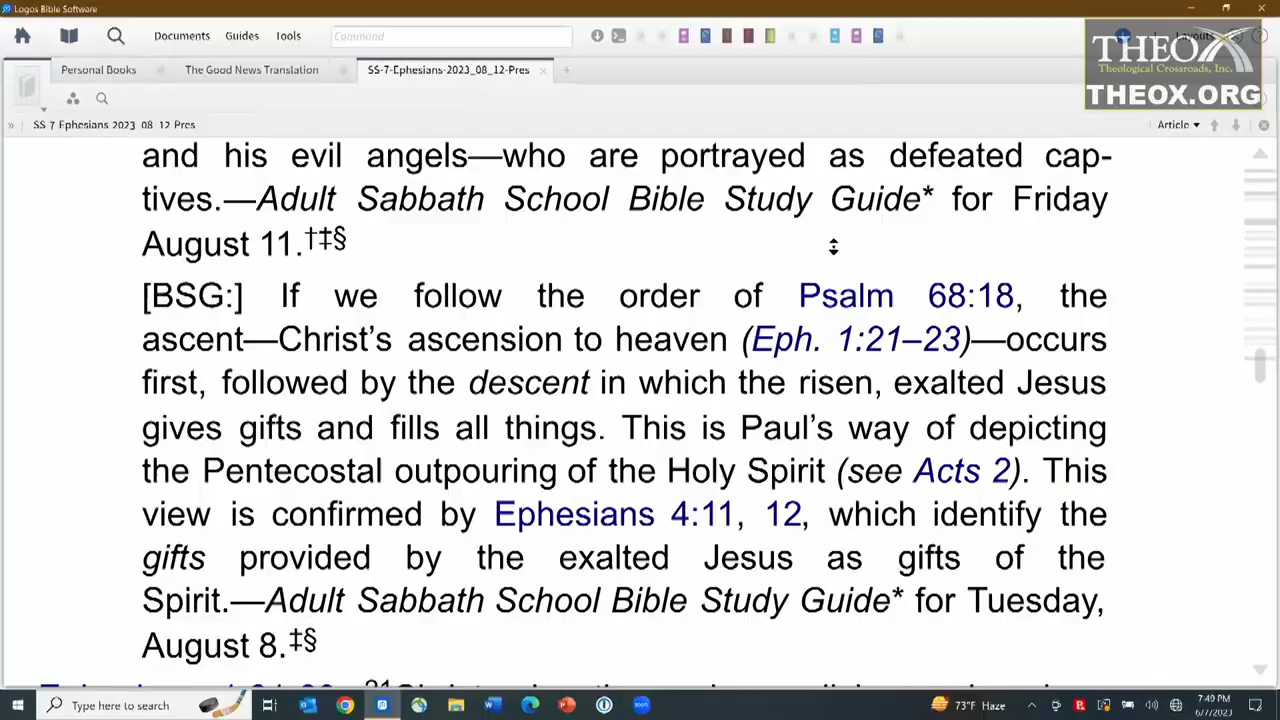 Logos Bible Software
Documents Guides Tools Command Layouts
THEOX
Theological Crossroads, Inc.
THEOX.ORG
Personal Books The Good News Translation SS-7-Ephesians-2023_08_12-Pres
» SS-7-Ephesians-2023_08_12-Pres Article
and his evil angels—who are portrayed as defeated cap-
tives.—Adult Sabbath School Bible Study Guide* for Friday
August 11.†‡§
[BSG:] If we follow the order of Psalm 68:18, the
ascent—Christ's ascension to heaven (Eph. 1:21–23)—occurs
first, followed by the descent in which the risen, exalted Jesus
gives gifts and fills all things. This is Paul's way of depicting
the Pentecostal outpouring of the Holy Spirit (see Acts 2). This
view is confirmed by Ephesians 4:11, 12, which identify the
gifts provided by the exalted Jesus as gifts of the
Spirit.—Adult Sabbath School Bible Study Guide* for Tuesday,
August 8.‡§
Type here to search 73°F Haze 7:49 PM
6/7/2023